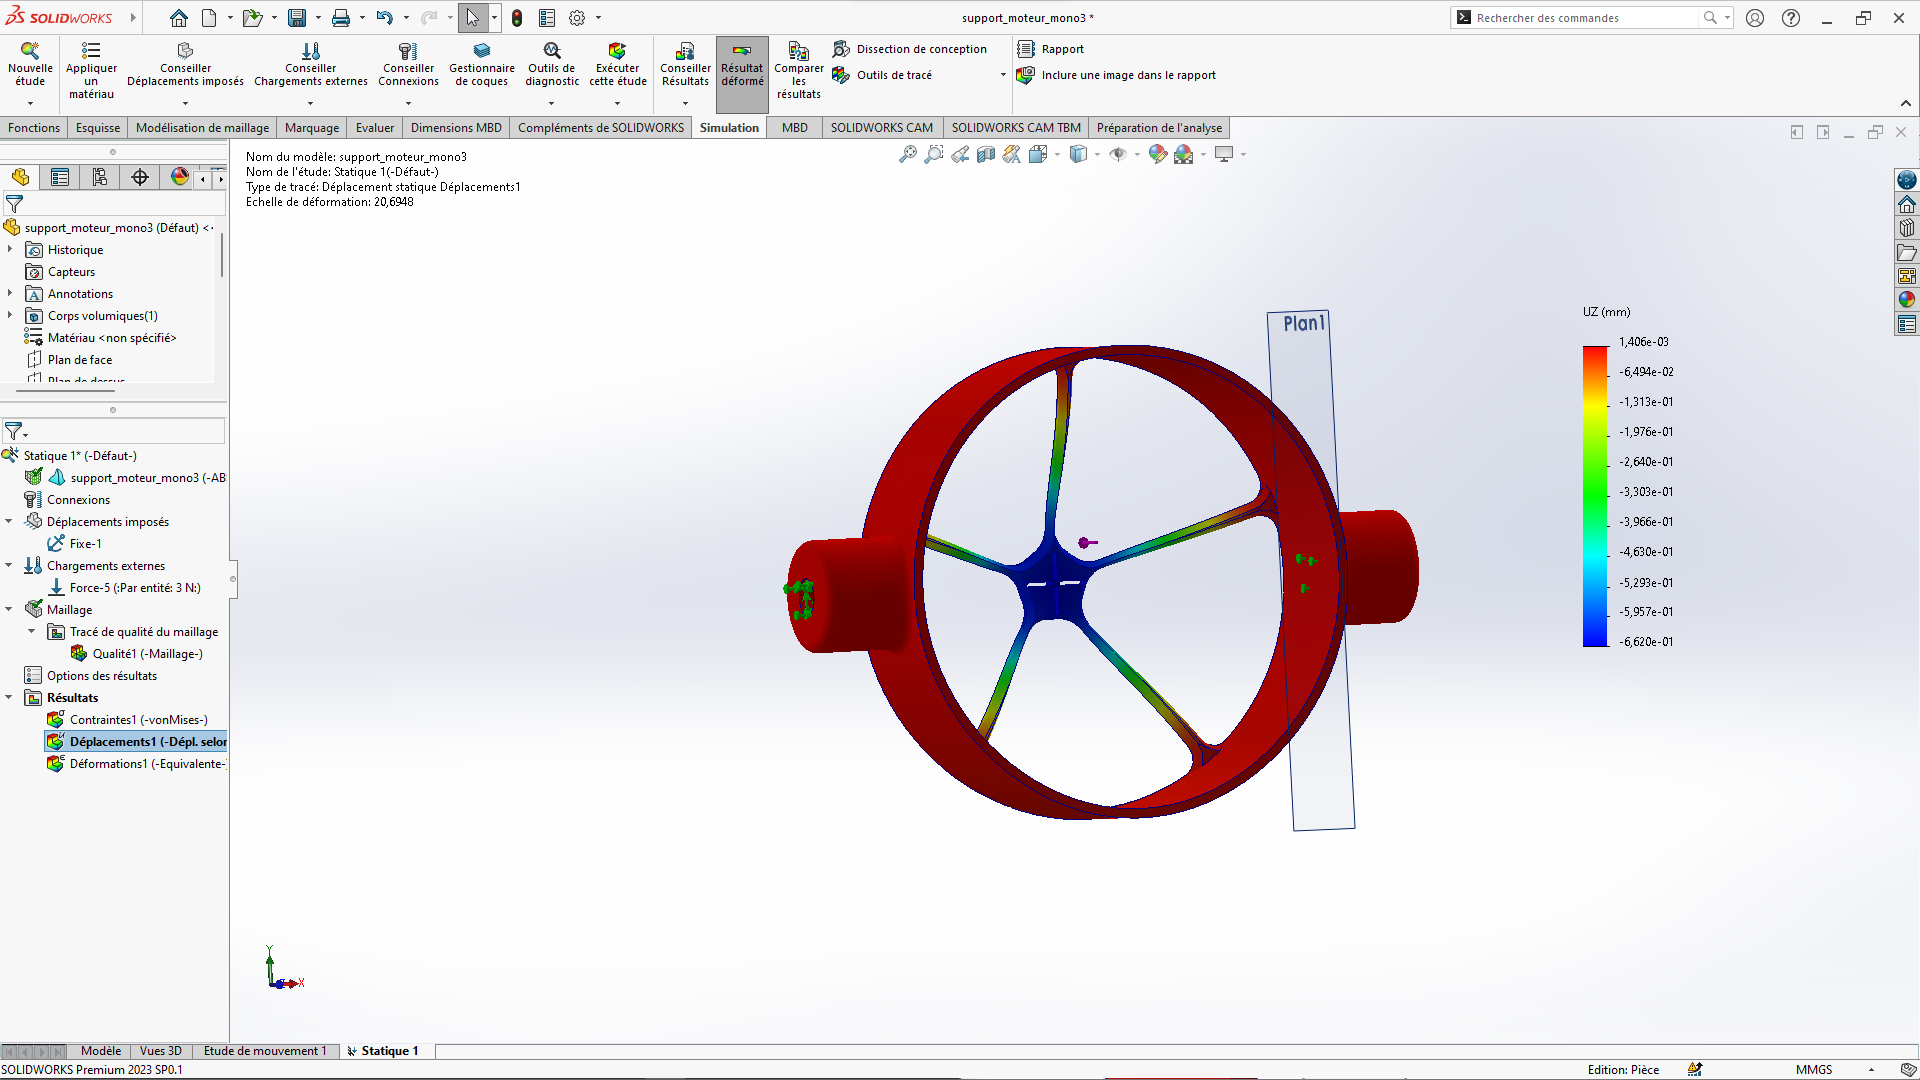 SOLIDWORKS
support_moteur_mono3 *
Rechercher des commandes
Nouvelle étude
Appliquer un matériau
Conseiller Déplacements imposés
Conseiller Chargements externes
Conseiller Connexions
Gestionnaire de coques
Outils de diagnostic
Exécuter cette étude
Conseiller Résultats
Résultat déformé
Comparer les résultats
Dissection de conception
Outils de tracé
Rapport
Inclure une image dans le rapport
Fonctions
Esquisse
Modélisation de maillage
Marquage
Evaluer
Dimensions MBD
Compléments de SOLIDWORKS
Simulation
MBD
SOLIDWORKS CAM
SOLIDWORKS CAM TBM
Préparation de l'analyse
support_moteur_mono3 (Défaut) <
Historique
Capteurs
Annotations
Corps volumiques(1)
Matériau <non spécifié>
Plan de face
Plan de dessus
Statique 1* (-Défaut-)
support_moteur_mono3 (-AB
Connexions
Déplacements imposés
Fixe-1
Chargements externes
Force-5 (:Par entité: 3 N:)
Maillage
Tracé de qualité du maillage
Qualité1 (-Maillage-)
Options des résultats
Résultats
Contraintes1 (-vonMises-)
Déplacements1 (-Dépl. selon
Déformations1 (-Equivalente-
Nom du modèle: support_moteur_mono3
Nom de l'étude: Statique 1(-Défaut-)
Type de tracé: Déplacement statique Déplacements1
Echelle de déformation: 20,6948
Plan1
UZ (mm)
1,406e-03
-6,494e-02
-1,313e-01
-1,976e-01
-2,640e-01
-3,303e-01
-3,966e-01
-4,630e-01
-5,293e-01
-5,957e-01
-6,620e-01
Y
X
Modèle
Vues 3D
Etude de mouvement 1
Statique 1
SOLIDWORKS Premium 2023 SP0.1
Edition: Pièce
MMGS